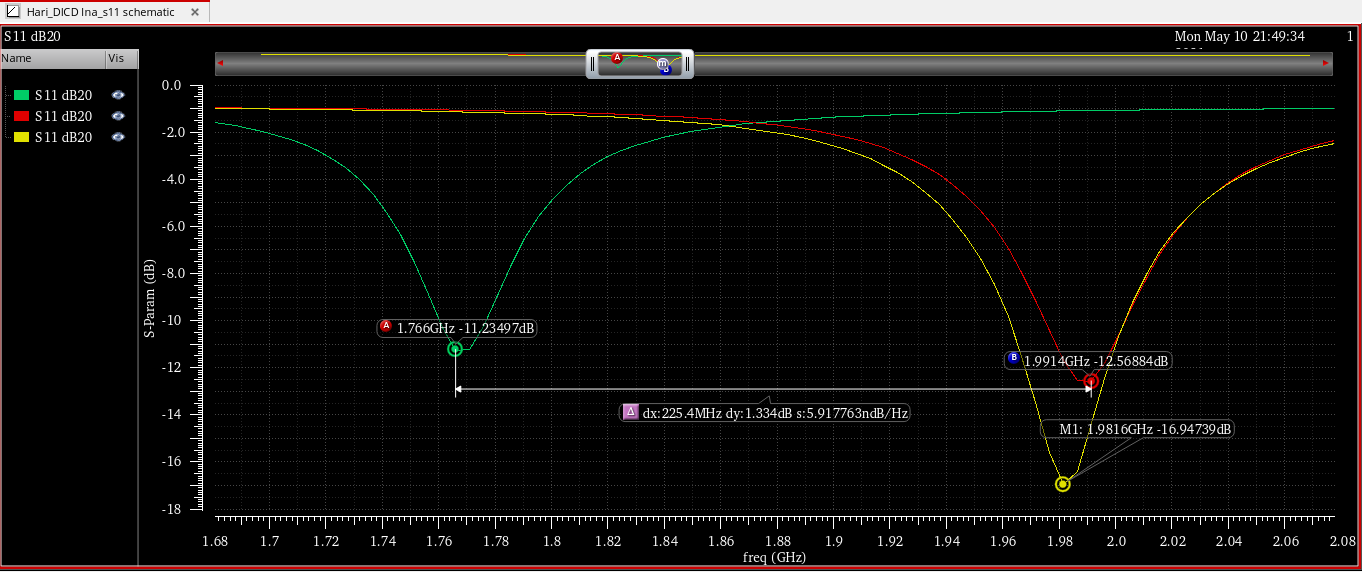 Hari_DICD lna_s11 schematic ×
S11 dB20
Mon May 10 21:49:34
1
Name Vis
S11 dB20
S11 dB20
S11 dB20
A
m
B
S-Param (dB)
0.0
-2.0
-4.0
-6.0
-8.0
-10
-12
-14
-16
-18
A 1.766GHz -11.23497dB
B 1.9914GHz -12.56884dB
Δ dx:225.4MHz dy:1.334dB s:5.917763ndB/Hz
M1: 1.9816GHz -16.94739dB
1.68 1.7 1.72 1.74 1.76 1.78 1.8 1.82 1.84 1.86 1.88 1.9 1.92 1.94 1.96 1.98 2.0 2.02 2.04 2.06 2.08
freq (GHz)